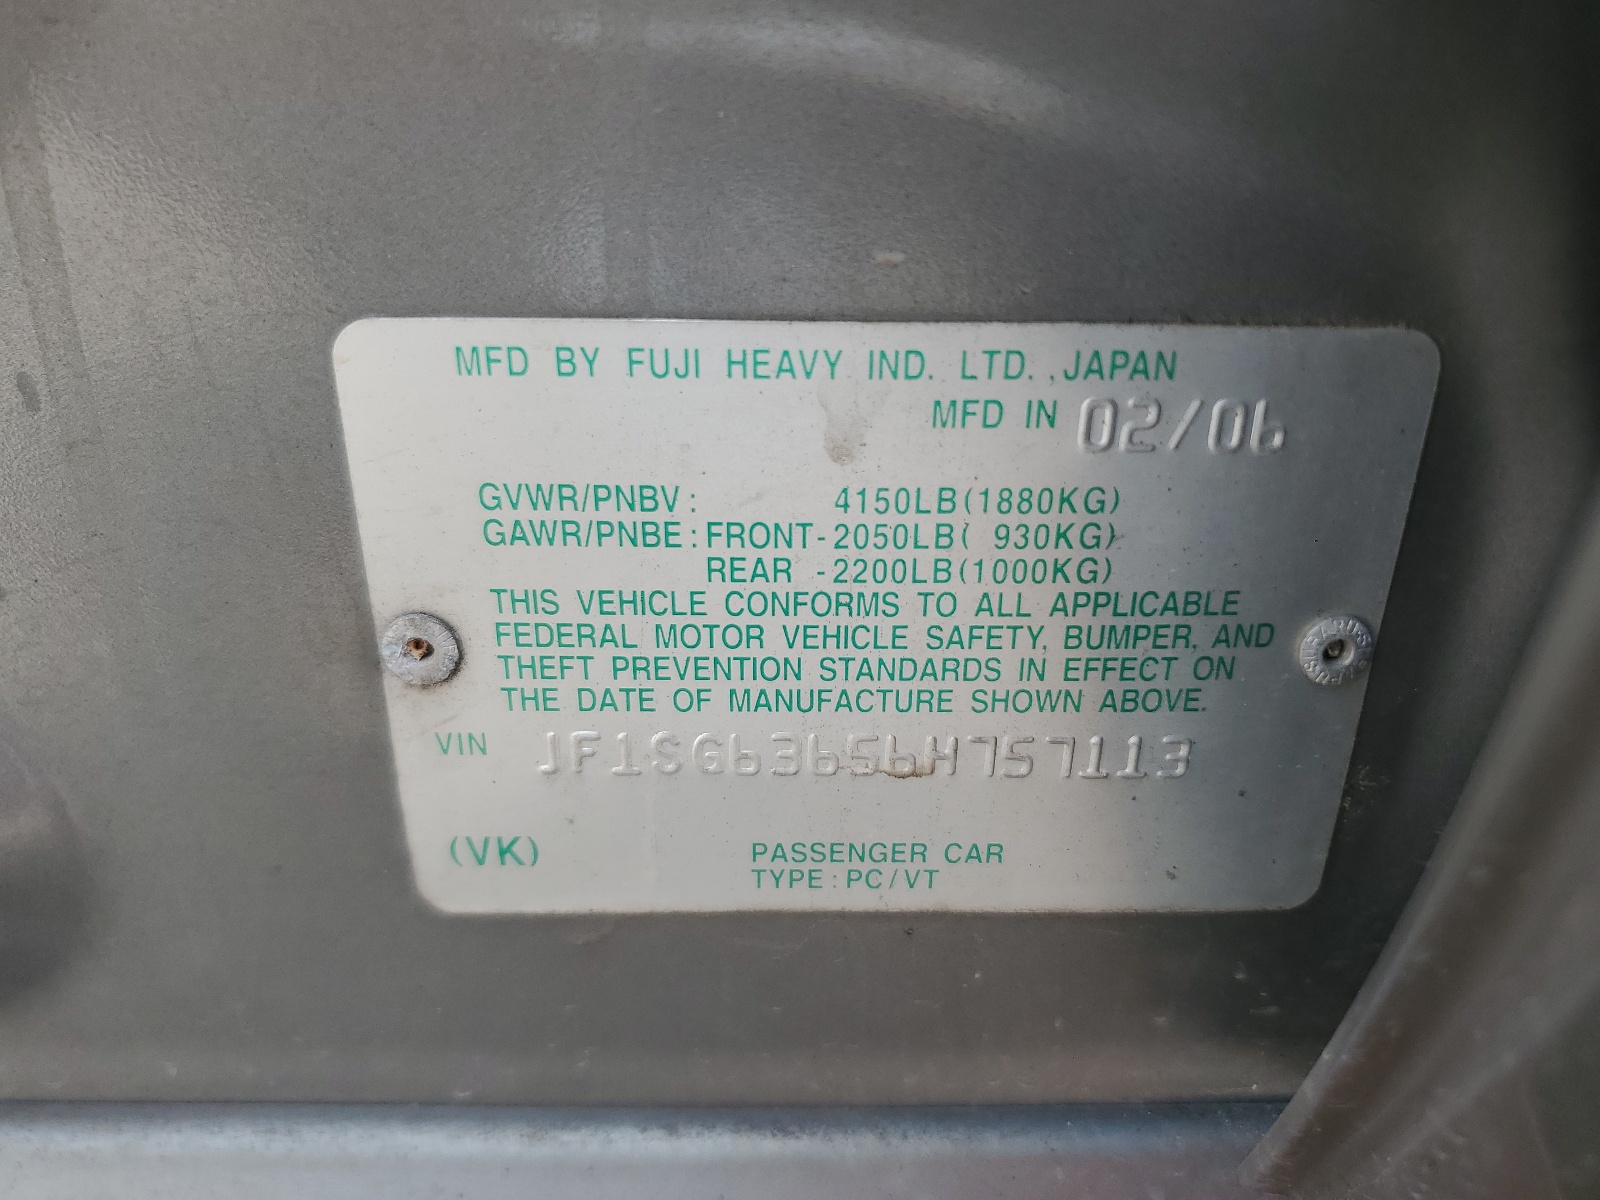 MFD BY FUJI HEAVY IND. LTD., JAPAN
MFD IN 02/06
GVWR/PNBV: 4150LB(1880KG)
GAWR/PNBE: FRONT-2050LB( 930KG)
REAR -2200LB(1000KG)
THIS VEHICLE CONFORMS TO ALL APPLICABLE
FEDERAL MOTOR VEHICLE SAFETY, BUMPER, AND
THEFT PREVENTION STANDARDS IN EFFECT ON
THE DATE OF MANUFACTURE SHOWN ABOVE.
VIN JF1SG63656H757113
(VK) PASSENGER CAR
TYPE: PC/VT
SUBARU